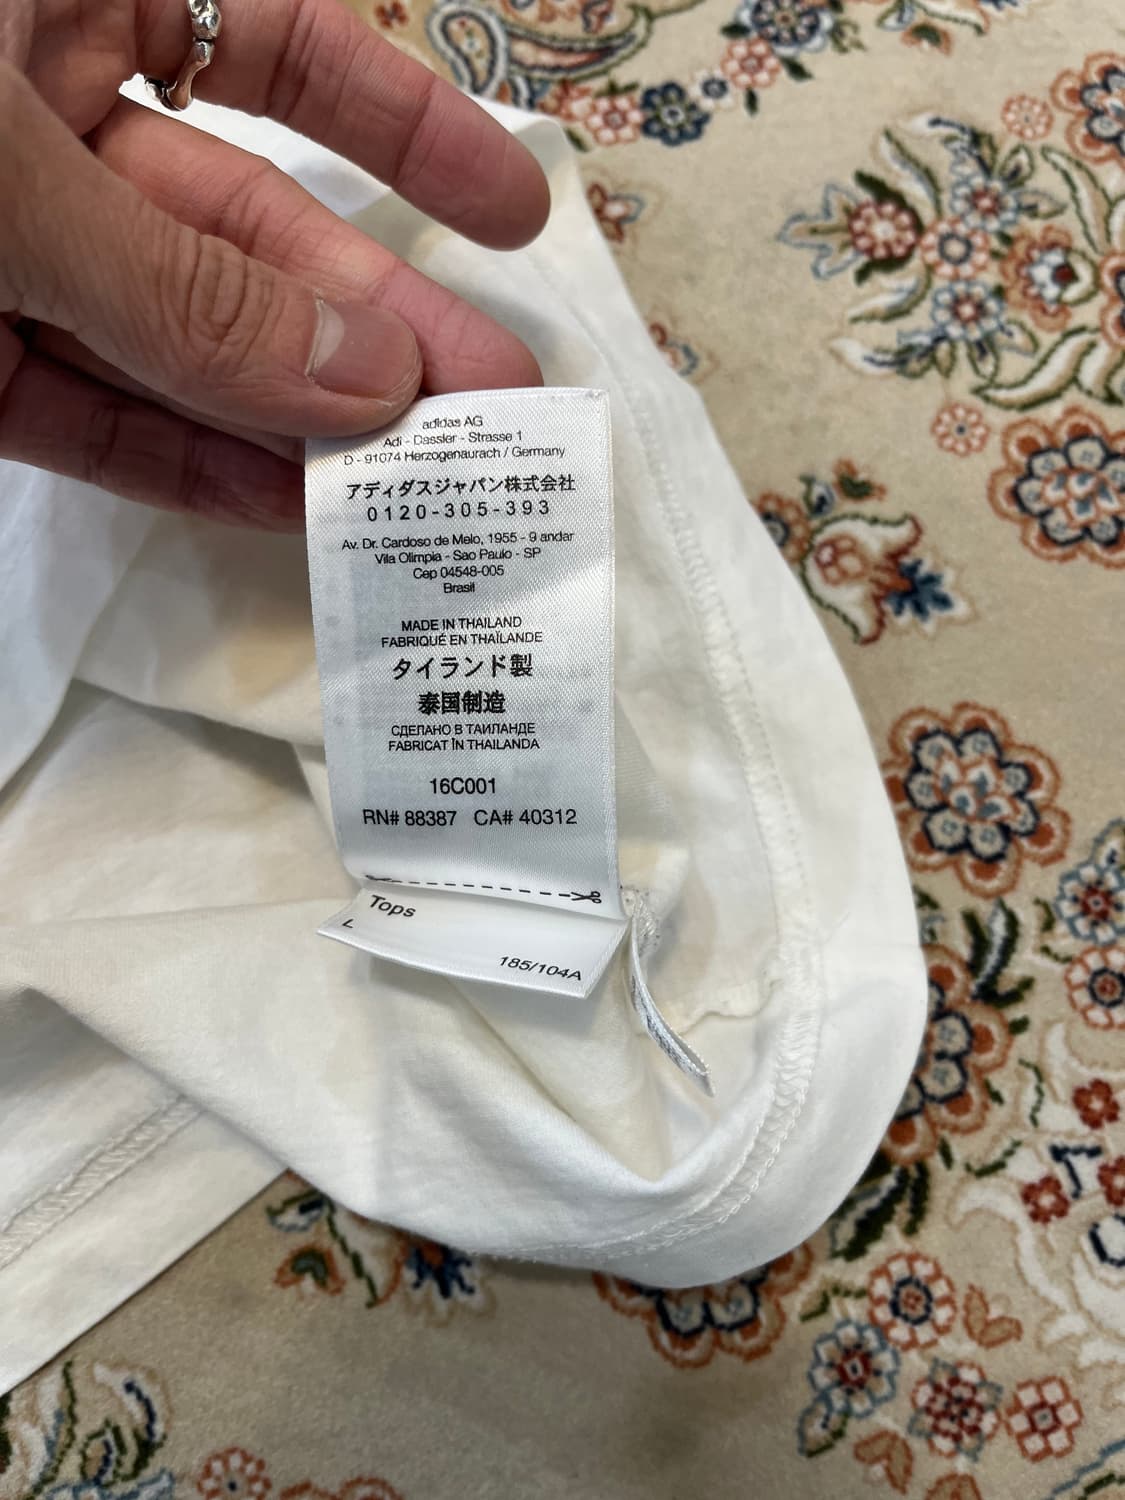 adidas AG
Adi - Dassler - Strasse 1
D - 91074 Herzogenaurach / Germany
アディダスジャパン株式会社
0120-305-393
Av. Dr. Cardoso de Melo, 1955 - 9 andar
Vila Olimpia - Sao Paulo - SP
Cep 04548-005
Brasil
MADE IN THAILAND
FABRIQUÉ EN THAÏLANDE
タイランド製
泰国制造
СДЕЛАНО В ТАИЛАНДЕ
FABRICAT ÎN THAILANDA
16C001
RN# 88387 CA# 40312
Tops
L
185/104A